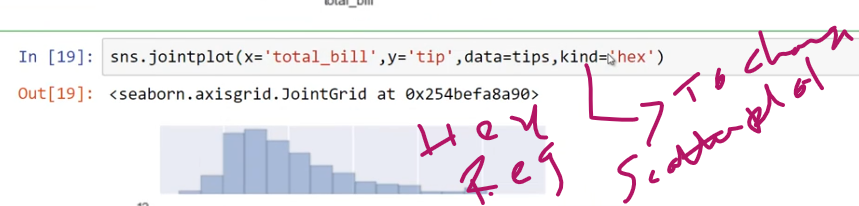 total_bill
In [19]: sns.jointplot(x='total_bill',y='tip',data=tips,kind='hex')
Out[19]: <seaborn.axisgrid.JointGrid at 0x254befa8a90>
To change
Scatterplot
Hex
Reg
12